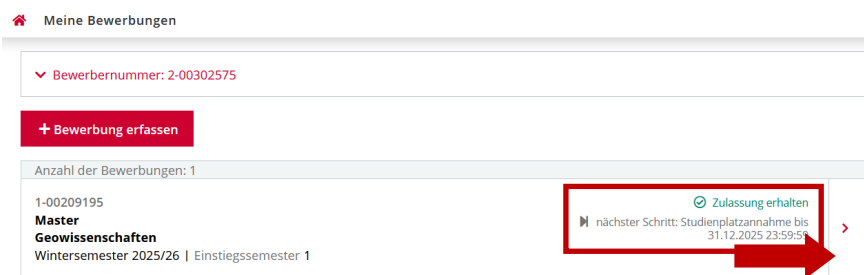 Meine Bewerbungen
Bewerbernummer: 2-00302575
+ Bewerbung erfassen
Anzahl der Bewerbungen: 1
1-00209195
Master
Geowissenschaften
Wintersemester 2025/26 | Einstiegssemester 1
Zulassung erhalten
nächster Schritt: Studienplatzannahme bis
31.12.2025 23:59:59